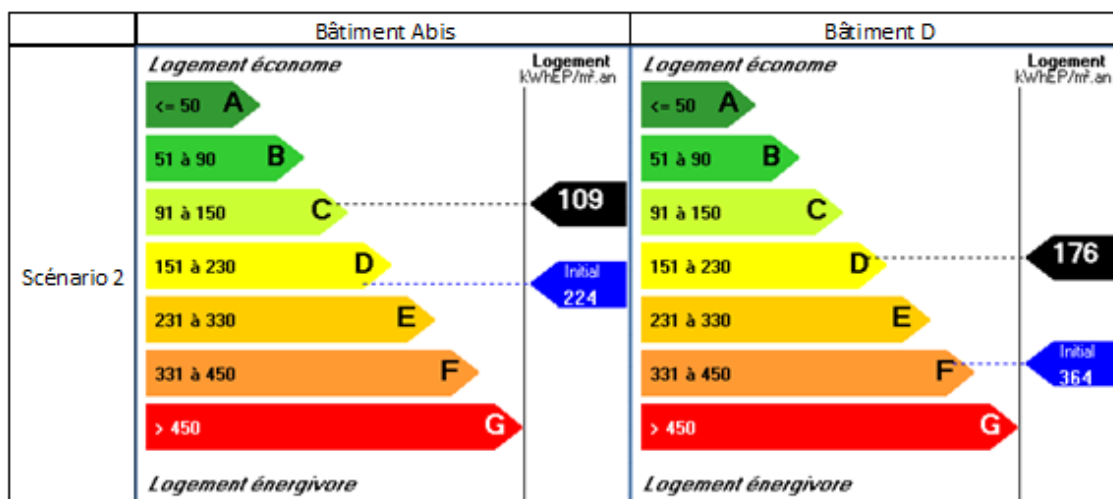 Bâtiment Abis
Bâtiment D
Scénario 2
Logement économe
Logement
kWhEP/m².an
<= 50 A
51 à 90 B
91 à 150 C
109
151 à 230 D
Initial
224
231 à 330 E
331 à 450 F
> 450 G
Logement énergivore
Logement économe
Logement
kWhEP/m².an
<= 50 A
51 à 90 B
91 à 150 C
151 à 230 D
176
231 à 330 E
331 à 450 F
Initial
364
> 450 G
Logement énergivore